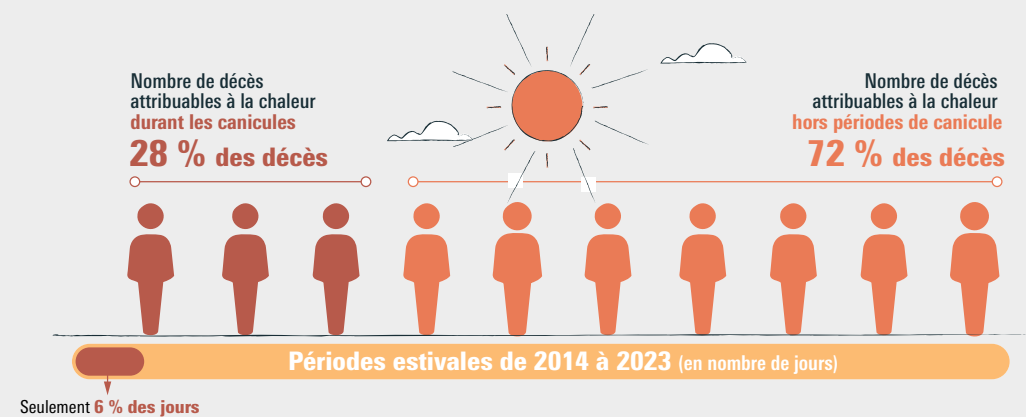 Nombre de décès
attribuables à la chaleur
durant les canicules
28 % des décès
Nombre de décès
attribuables à la chaleur
hors périodes de canicule
72 % des décès
Périodes estivales de 2014 à 2023 (en nombre de jours)
Seulement 6 % des jours